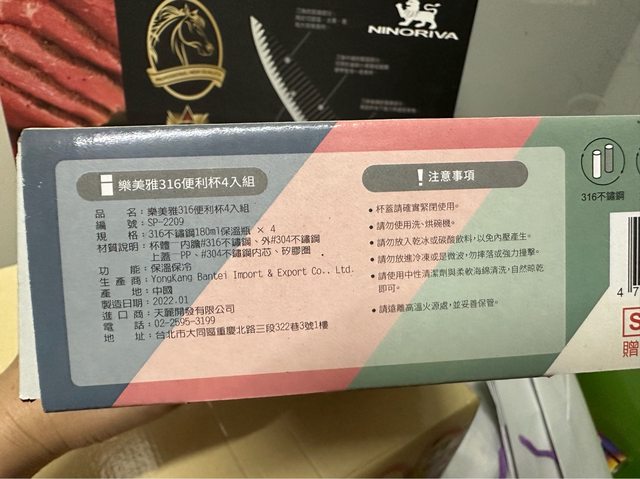 NINORIVA
樂美雅316便利杯4入組
品　名：樂美雅316便利杯4入組
編　號：SP-2209
規　格：316不鏽鋼180ml保溫瓶 × 4
材質說明：杯體　內膽#316不鏽鋼、外#304不鏽鋼
上蓋　PP、#304不鏽鋼內芯、矽膠圈
功　能：保溫保冷
生 產 商：YongKang Bantei Import & Export Co., Ltd.
產　地：中國
製造日期：2022.01
進 口 商：天麗開發有限公司
電　話：02-2595-3199
地　址：台北市大同區重慶北路三段322巷3號1樓
！注意事項
• 杯蓋請確實緊閉使用。
• 請勿使用洗、烘碗機。
• 請勿放入乾冰或碳酸飲料，以免內壓產生。
• 請勿放進冷凍或是微波，勿摔落或強力撞擊。
• 請使用中性清潔劑與柔軟海綿清洗，自然晾乾
即可。
• 請遠離高溫火源處，並妥善保管。
316不鏽鋼
4
S
贈